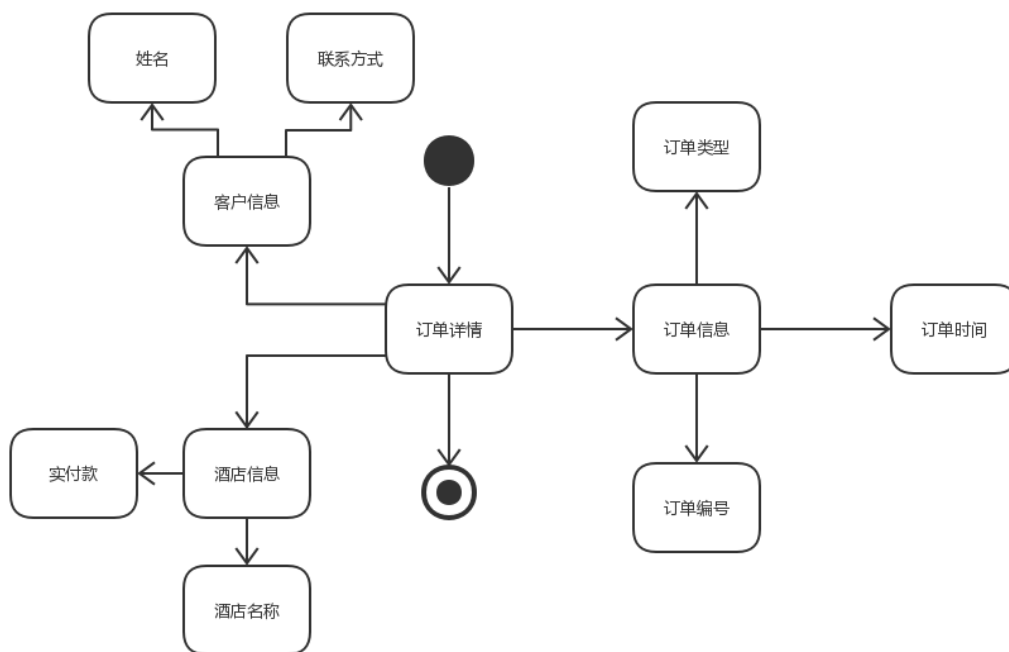 姓名
联系方式
订单类型
客户信息
订单详情
订单信息
订单时间
实付款
酒店信息
订单编号
酒店名称